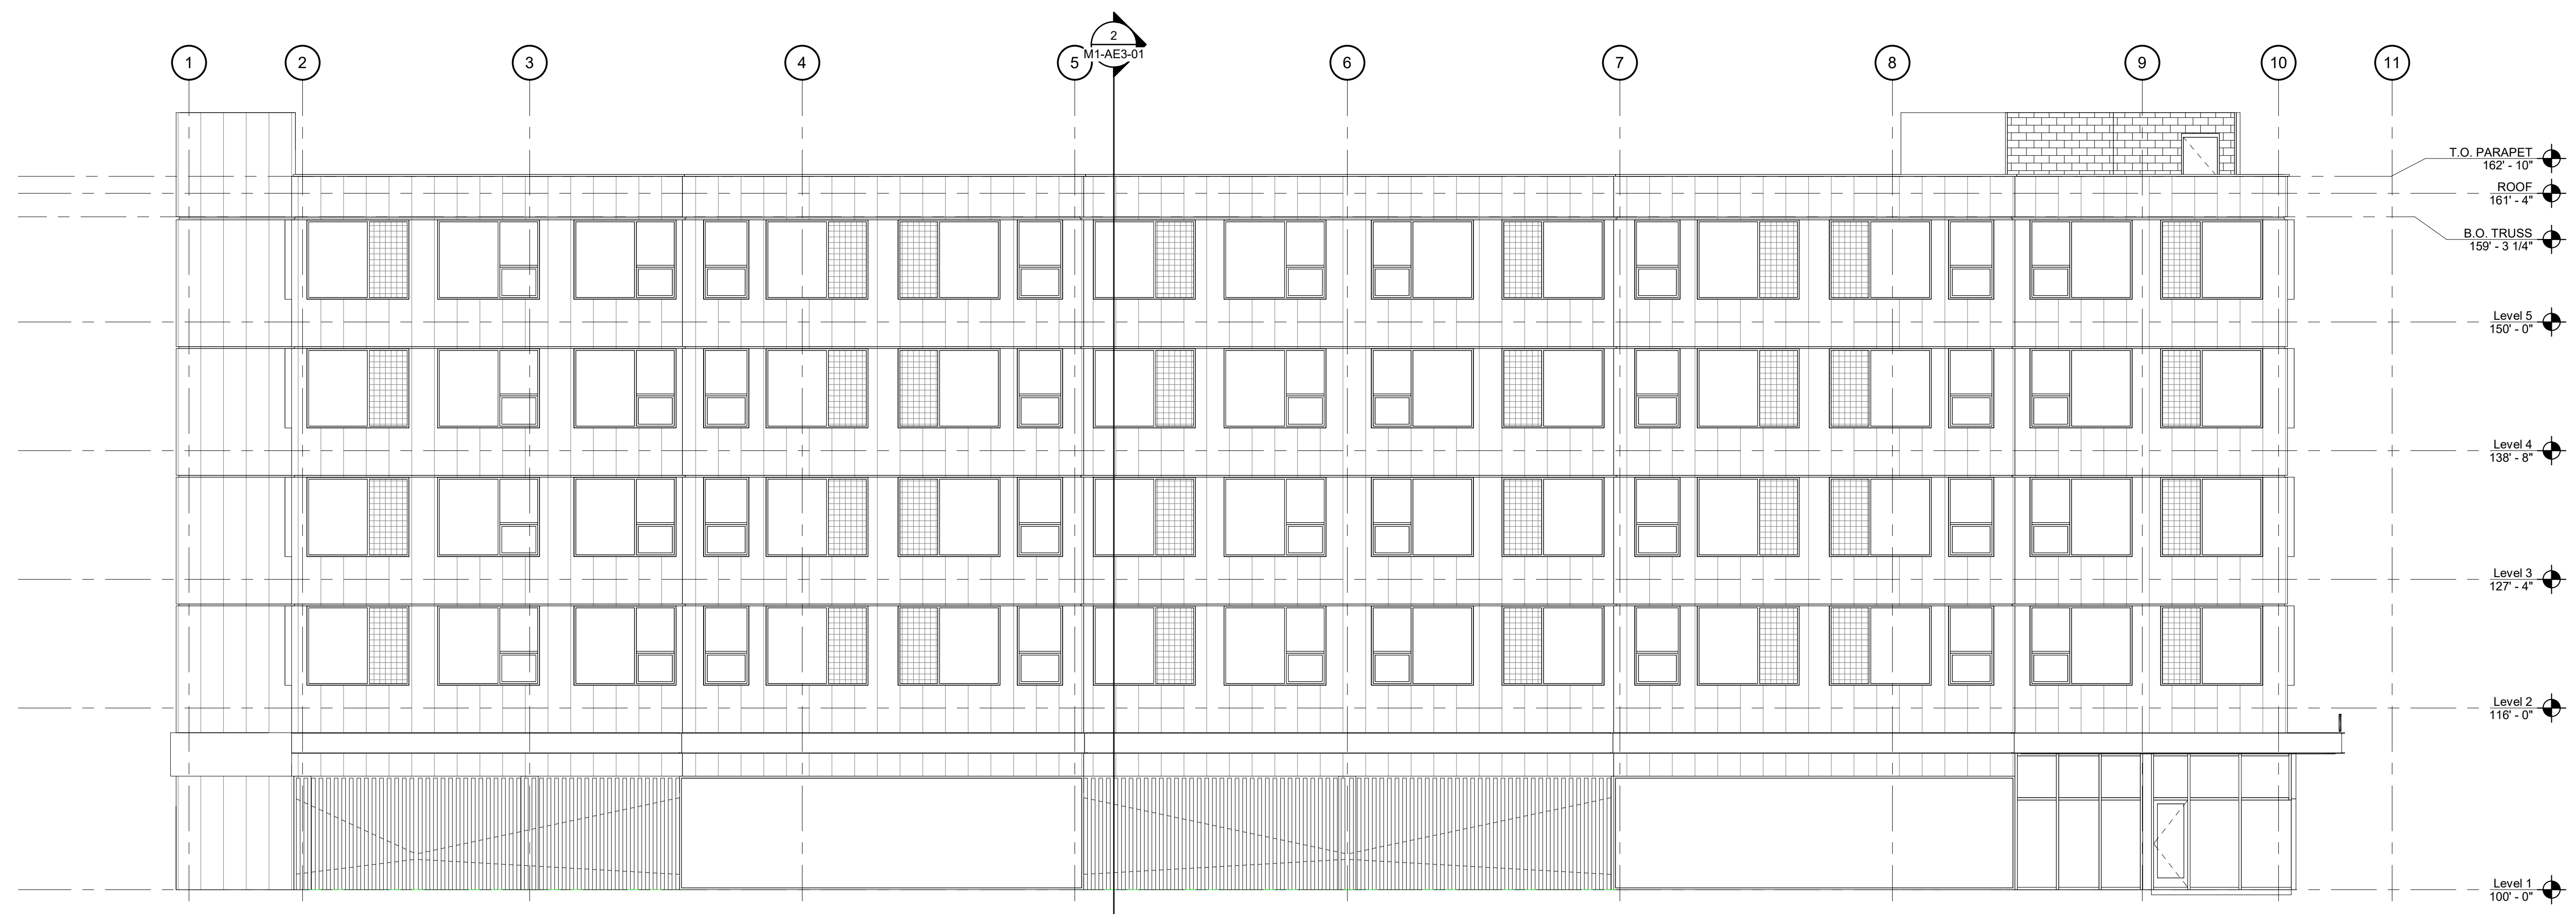 2
M1-AE3-01
1
2
3
4
5
6
7
8
9
10
11
T.O. PARAPET
162' - 10"
ROOF
161' - 4"
B.O. TRUSS
159' - 3 1/4"
Level 5
150' - 0"
Level 4
138' - 8"
Level 3
127' - 4"
Level 2
116' - 0"
Level 1
100' - 0"